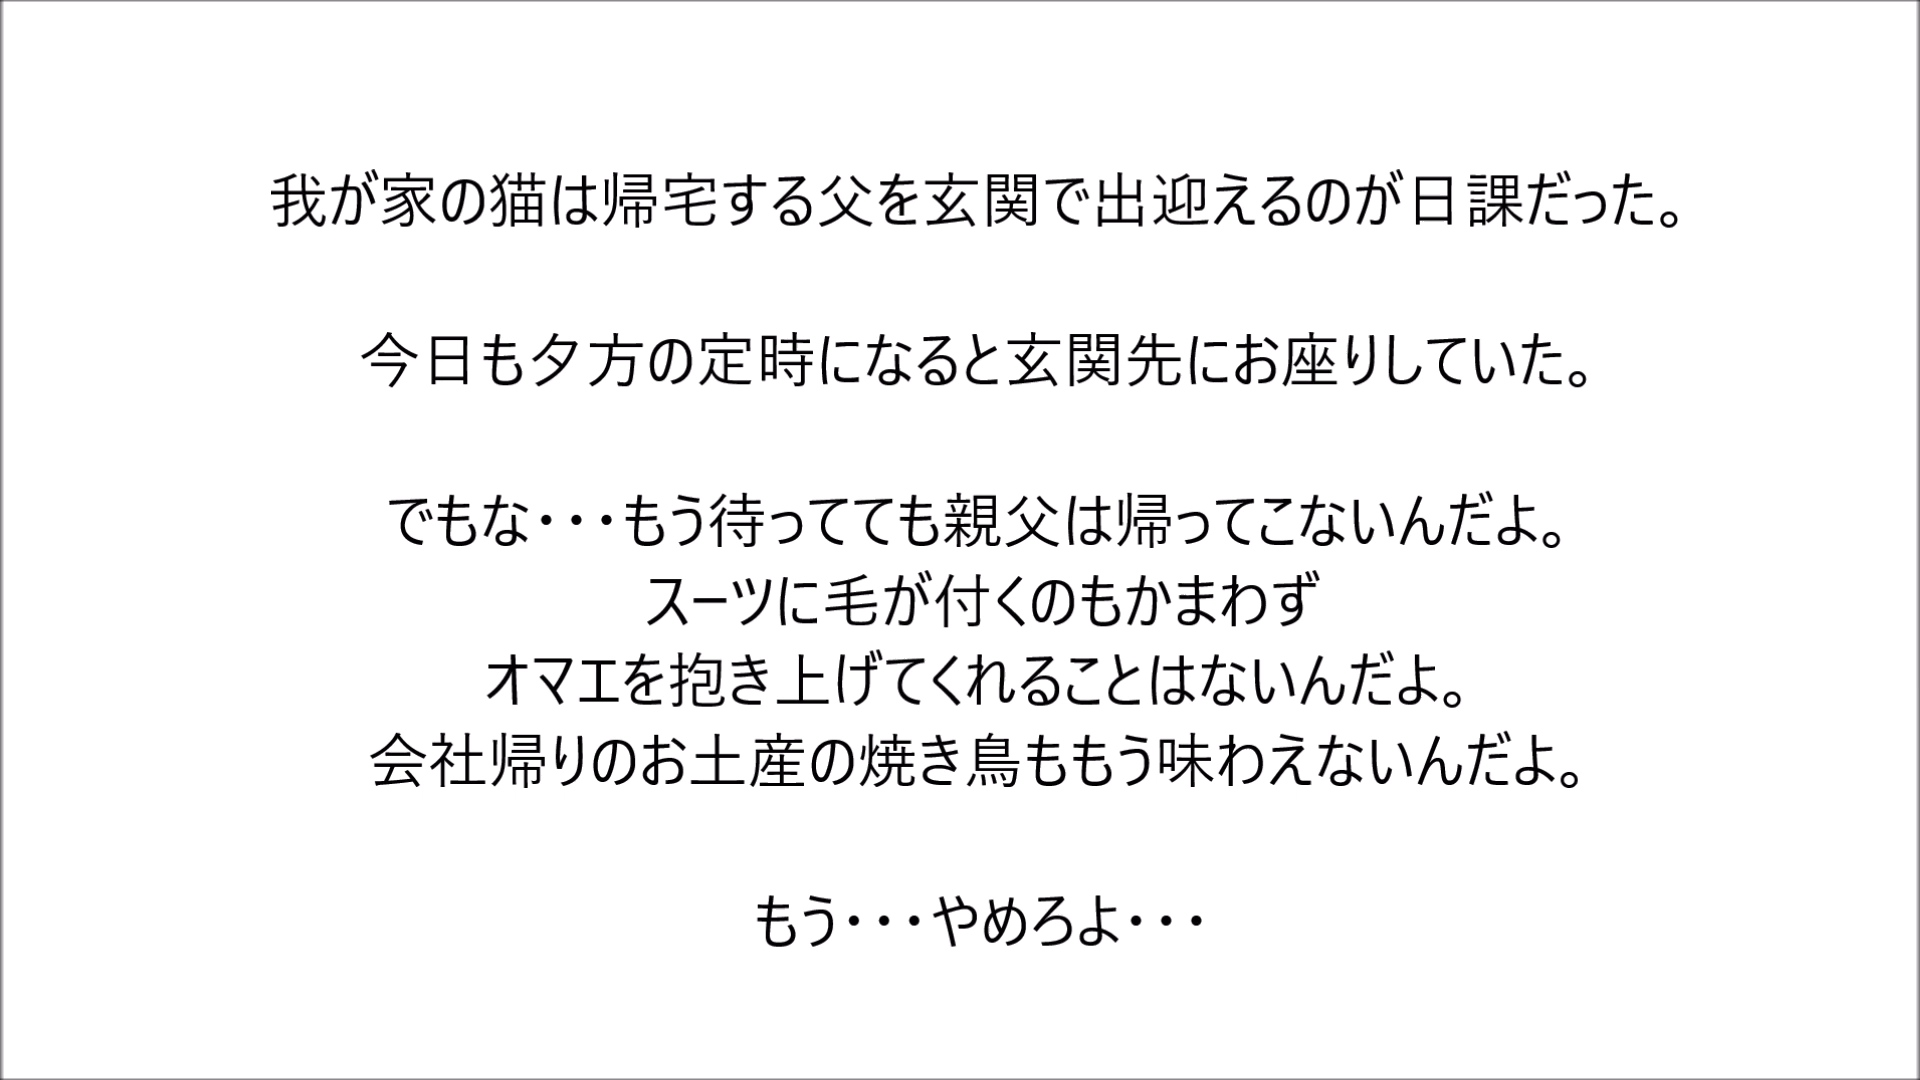 我が家の猫は帰宅する父を玄関で出迎えるのが日課だった。
今日も夕方の定時になると玄関先にお座りしていた。
でもな・・・もう待ってても親父は帰ってこないんだよ。
スーツに毛が付くのもかまわず
オマエを抱き上げてくれることはないんだよ。
会社帰りのお土産の焼き鳥ももう味わえないんだよ。
もう・・・やめろよ・・・